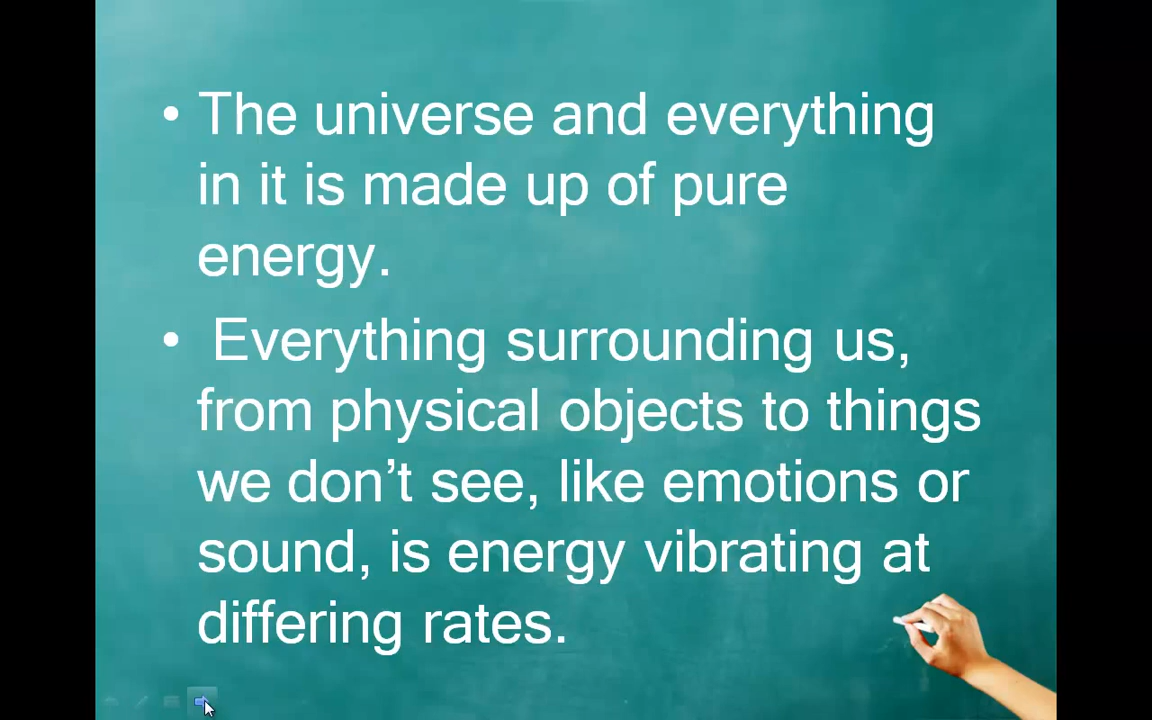 • The universe and everything
in it is made up of pure
energy.
• Everything surrounding us,
from physical objects to things
we don’t see, like emotions or
sound, is energy vibrating at
differing rates.